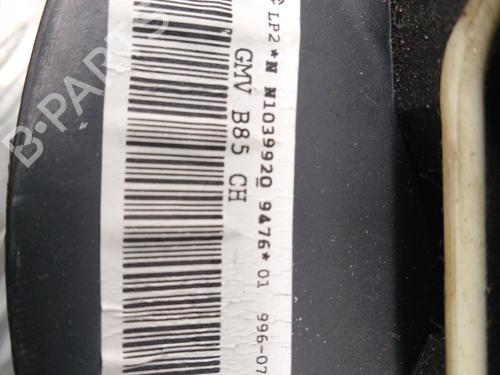 LP2 *N N1039920 9476* 01 996-07
GMV B85 CH
B-PARTS